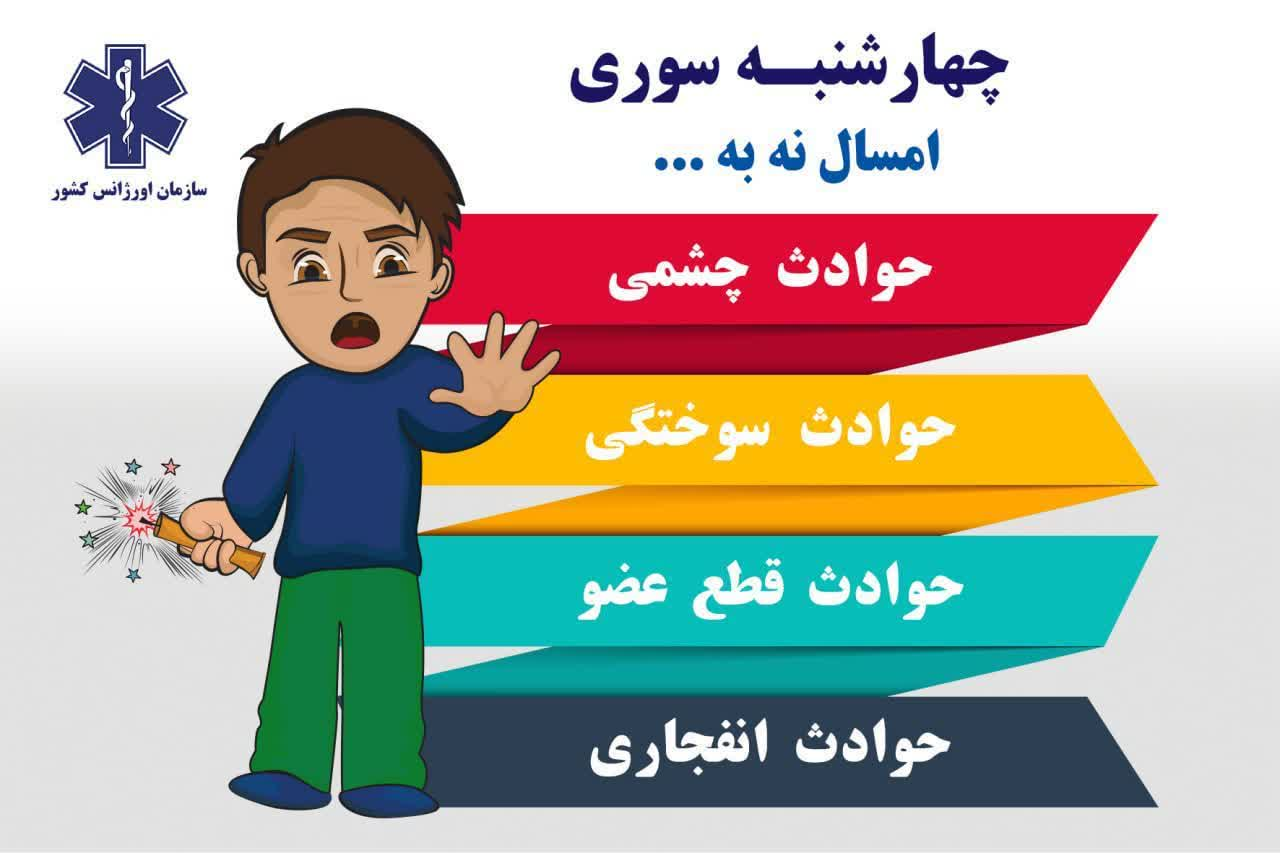 چهارشنبه سوری
امسال نه به ...
سازمان اورژانس کشور
حوادث چشمی
حوادث سوختگی
حوادث قطع عضو
حوادث انفجاری